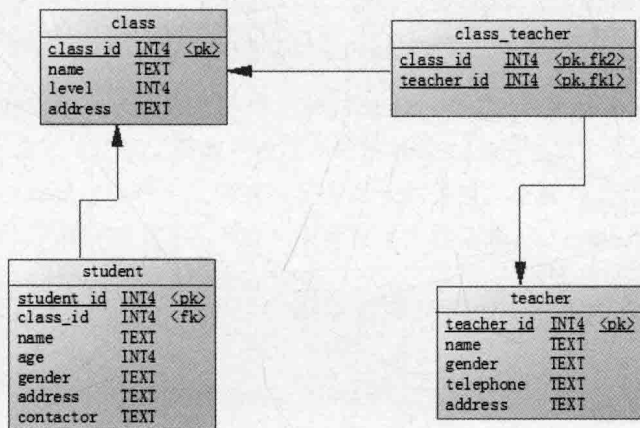 class
class_id INT4 <pk>
name TEXT
level INT4
address TEXT
class_teacher
class_id INT4 <pk,fk2>
teacher_id INT4 <pk,fk1>
student
student_id INT4 <pk>
class_id INT4 <fk>
name TEXT
age INT4
gender TEXT
address TEXT
contactor TEXT
teacher
teacher_id INT4 <pk>
name TEXT
gender TEXT
telephone TEXT
address TEXT